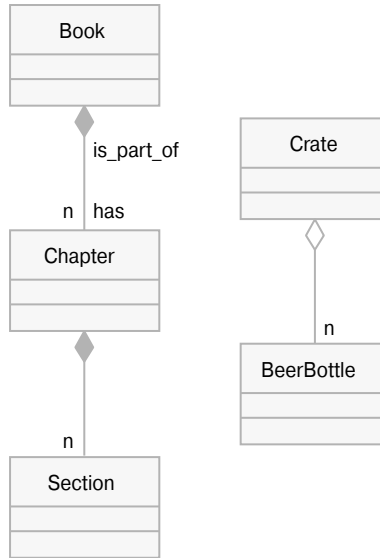 Book
is_part_of
n has
Chapter
n
Section
Crate
n
BeerBottle